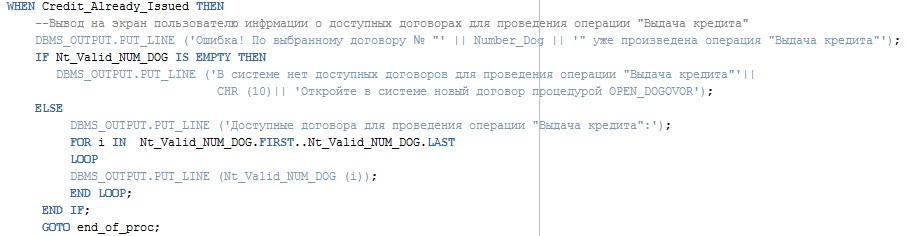 WHEN Credit_Already_Issued THEN
--Вывод на экран пользователю инфрмации о доступных договорах для проведения операции "Выдача кредита"
DBMS_OUTPUT.PUT_LINE ('Ошибка! По выбранному договору № "' || Number_Dog || '" уже произведена операция "Выдача кредита"');
IF Nt_Valid_NUM_DOG IS EMPTY THEN
DBMS_OUTPUT.PUT_LINE ('В системе нет доступных договоров для проведения операции "Выдача кредита"'||
CHR (10)|| 'Откройте в системе новый договор процедурой OPEN_DOGOVOR');
ELSE
DBMS_OUTPUT.PUT_LINE ('Доступные договора для проведения операции "Выдача кредита":');
FOR i IN Nt_Valid_NUM_DOG.FIRST..Nt_Valid_NUM_DOG.LAST
LOOP
DBMS_OUTPUT.PUT_LINE (Nt_Valid_NUM_DOG (i));
END LOOP;
END IF;
GOTO end_of_proc;